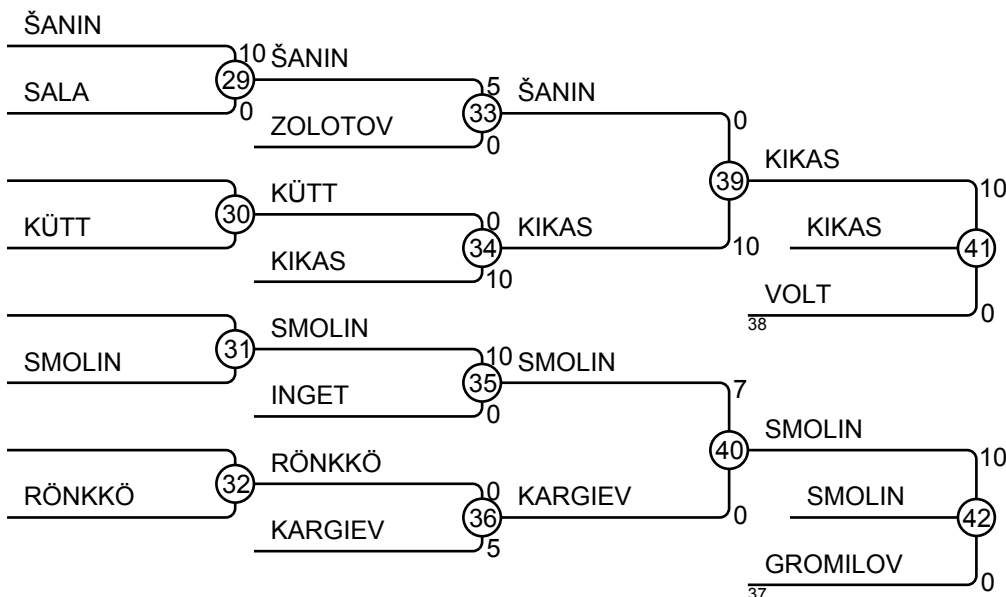 ŠANIN
10
ŠANIN
29
SALA
0
5
ŠANIN
33
ZOLOTOV
0
0
KIKAS
39
10
KÜTT
30
KÜTT
0
KIKAS
34
KIKAS
10
10
KIKAS
41
VOLT
38
0
SMOLIN
31
SMOLIN
10
SMOLIN
35
INGET
0
7
SMOLIN
40
10
RÖNKKÖ
32
RÖNKKÖ
0
KARGIEV
36
KARGIEV
5
0
SMOLIN
42
GROMILOV
37
0